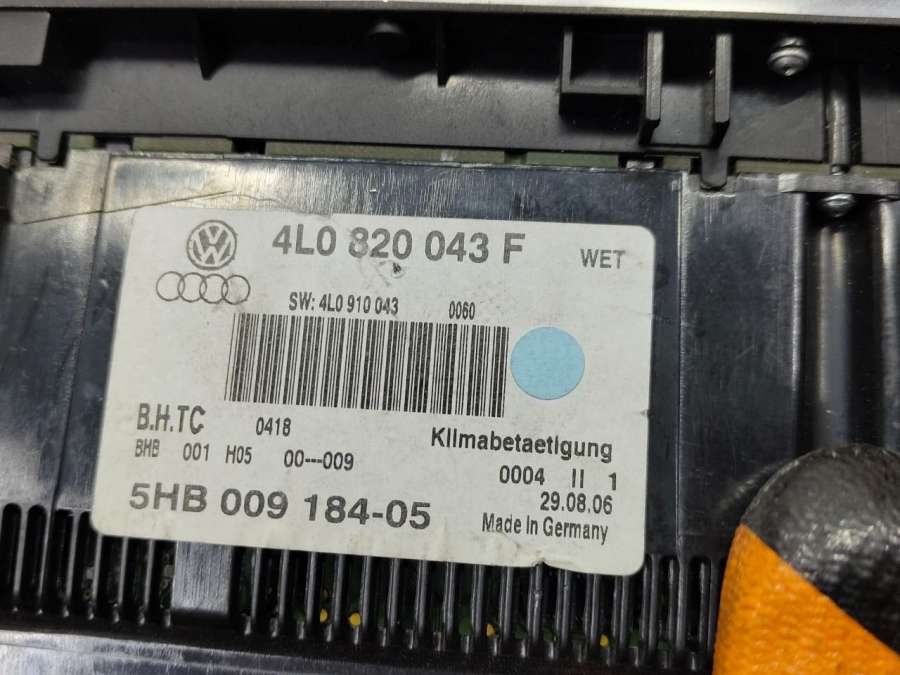 4L0 820 043 F
WET
SW: 4L0 910 043 0060
B.H.TC 0418
BHB 001 H05 00---009
Klimabetaetigung
0004 II 1
29.08.06
5HB 009 184-05
Made in Germany